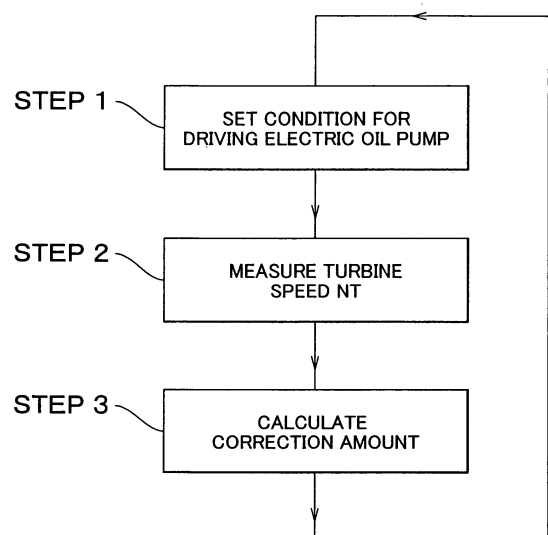 STEP 1
SET CONDITION FOR
DRIVING ELECTRIC OIL PUMP
STEP 2
MEASURE TURBINE
SPEED NT
STEP 3
CALCULATE
CORRECTION AMOUNT